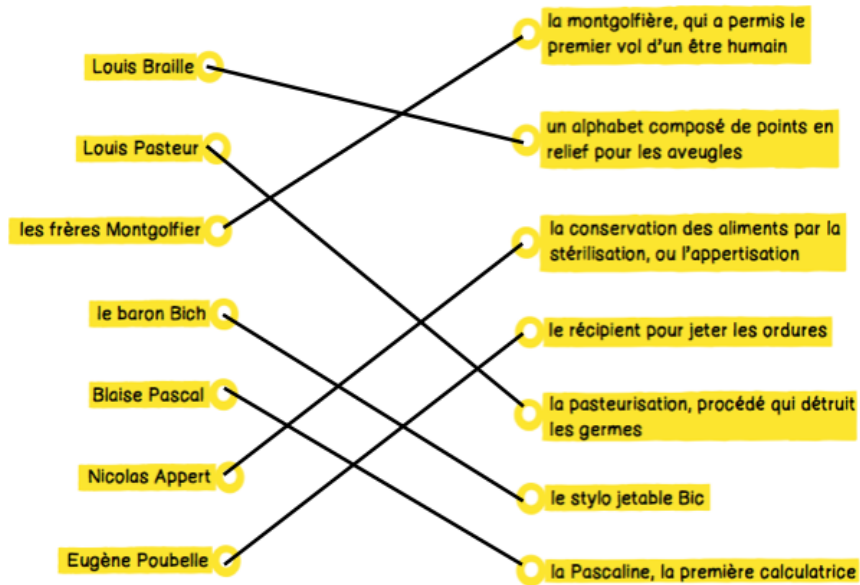 Louis Braille
Louis Pasteur
les frères Montgolfier
le baron Bich
Blaise Pascal
Nicolas Appert
Eugène Poubelle
la montgolfière, qui a permis le
premier vol d'un être humain
un alphabet composé de points en
relief pour les aveugles
la conservation des aliments par la
stérilisation, ou l'appertisation
le récipient pour jeter les ordures
la pasteurisation, procédé qui détruit
les germes
le stylo jetable Bic
la Pascaline, la première calculatrice